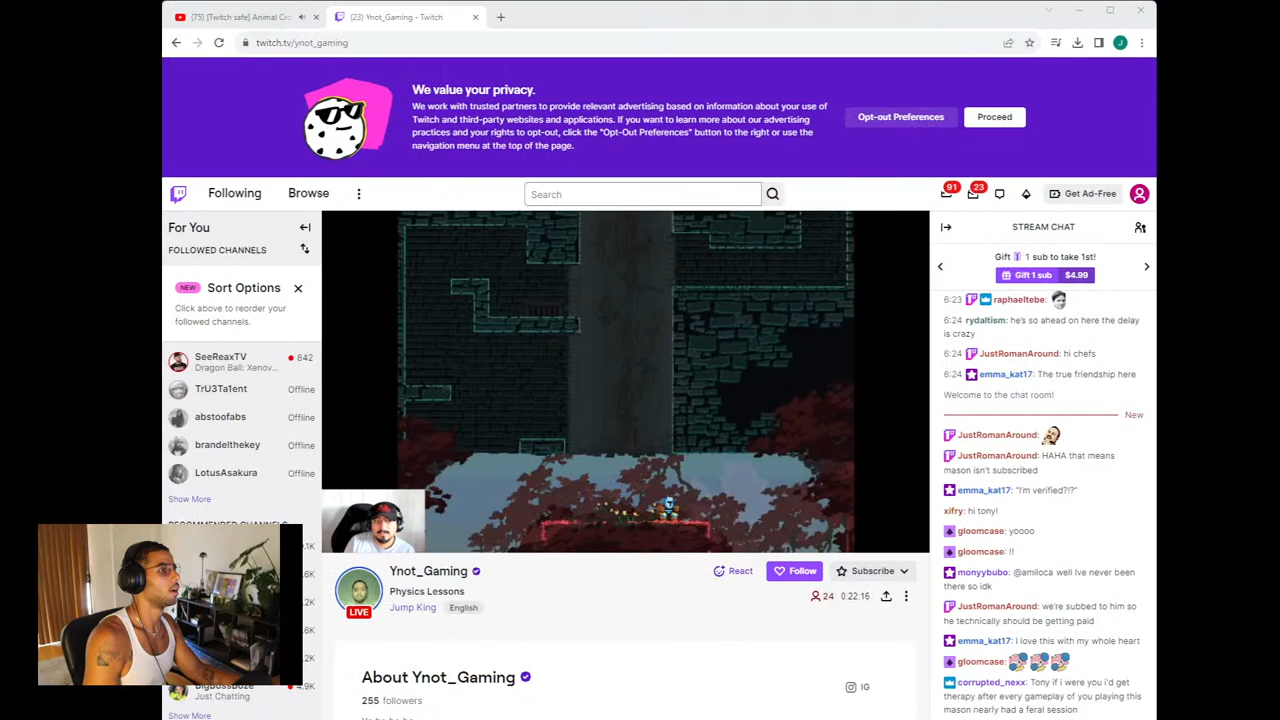 (75) [Twitch safe] Animal Cro
(23) Ynot_Gaming - Twitch
twitch.tv/ynot_gaming
J
We value your privacy.
We work with trusted partners to provide relevant advertising based on information about your use of
Twitch and third-party websites and applications. If you want to learn more about our advertising
practices and your rights to opt-out, click the "Opt-Out Preferences" button to the right or use the
navigation menu at the top of the page.
Opt-out Preferences
Proceed
Following
Browse
Search
91
23
Get Ad-Free
For You
FOLLOWED CHANNELS
NEW Sort Options
Click above to reorder your
followed channels.
SeeReaxTV 842
Dragon Ball: Xenov...
TrU3Ta1ent Offline
abstoofabs Offline
brandelthekey Offline
LotusAsakura Offline
Show More
Just Chatting
4.9K
Show More
Ynot_Gaming
Physics Lessons
Jump King English
LIVE
React
Follow
Subscribe
24 0:22:16
About Ynot_Gaming
255 followers
IG
STREAM CHAT
Gift 1 sub to take 1st!
Gift 1 sub $4.99
6:23 raphaeltebe:
6:24 rydaltism: he's so ahead on here the delay
is crazy
6:24 JustRomanAround: hi chefs
6:24 emma_kat17: The true friendship here
Welcome to the chat room!
New
JustRomanAround:
JustRomanAround: HAHA that means
mason isn't subscribed
emma_kat17: "I'm verified?!?"
xifry: hi tony!
gloomcase: yoooo
gloomcase: !!
monyybubo: @amiloca well Ive never been
there so idk
JustRomanAround: we're subbed to him so
he technically should be getting paid
emma_kat17: I love this with my whole heart
gloomcase:
corrupted_nexx: Tony if i were you i'd get
therapy after every gameplay of you playing this
mason nearly had a feral session